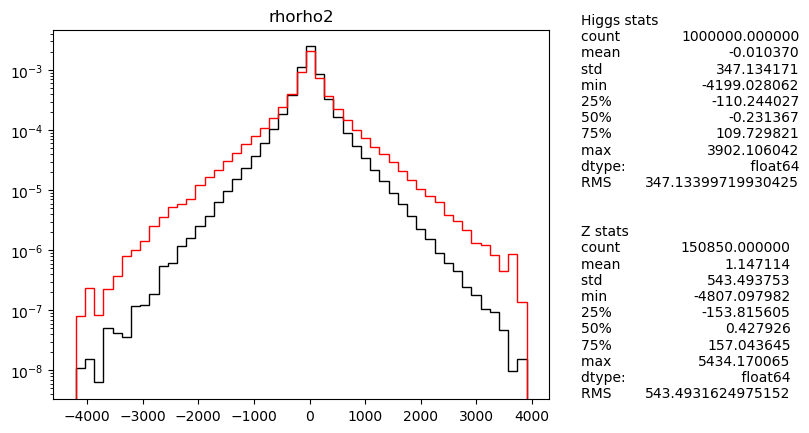 rhorho2
10⁻³
10⁻⁴
10⁻⁵
10⁻⁶
10⁻⁷
10⁻⁸
−4000 −3000 −2000 −1000 0 1000 2000 3000 4000
Higgs stats
count 1000000.000000
mean -0.010370
std 347.134171
min -4199.028062
25% -110.244027
50% -0.231367
75% 109.729821
max 3902.106042
dtype: float64
RMS 347.13399719930425
Z stats
count 150850.000000
mean 1.147114
std 543.493753
min -4807.097982
25% -153.815605
50% 0.427926
75% 157.043645
max 5434.170065
dtype: float64
RMS 543.4931624975152